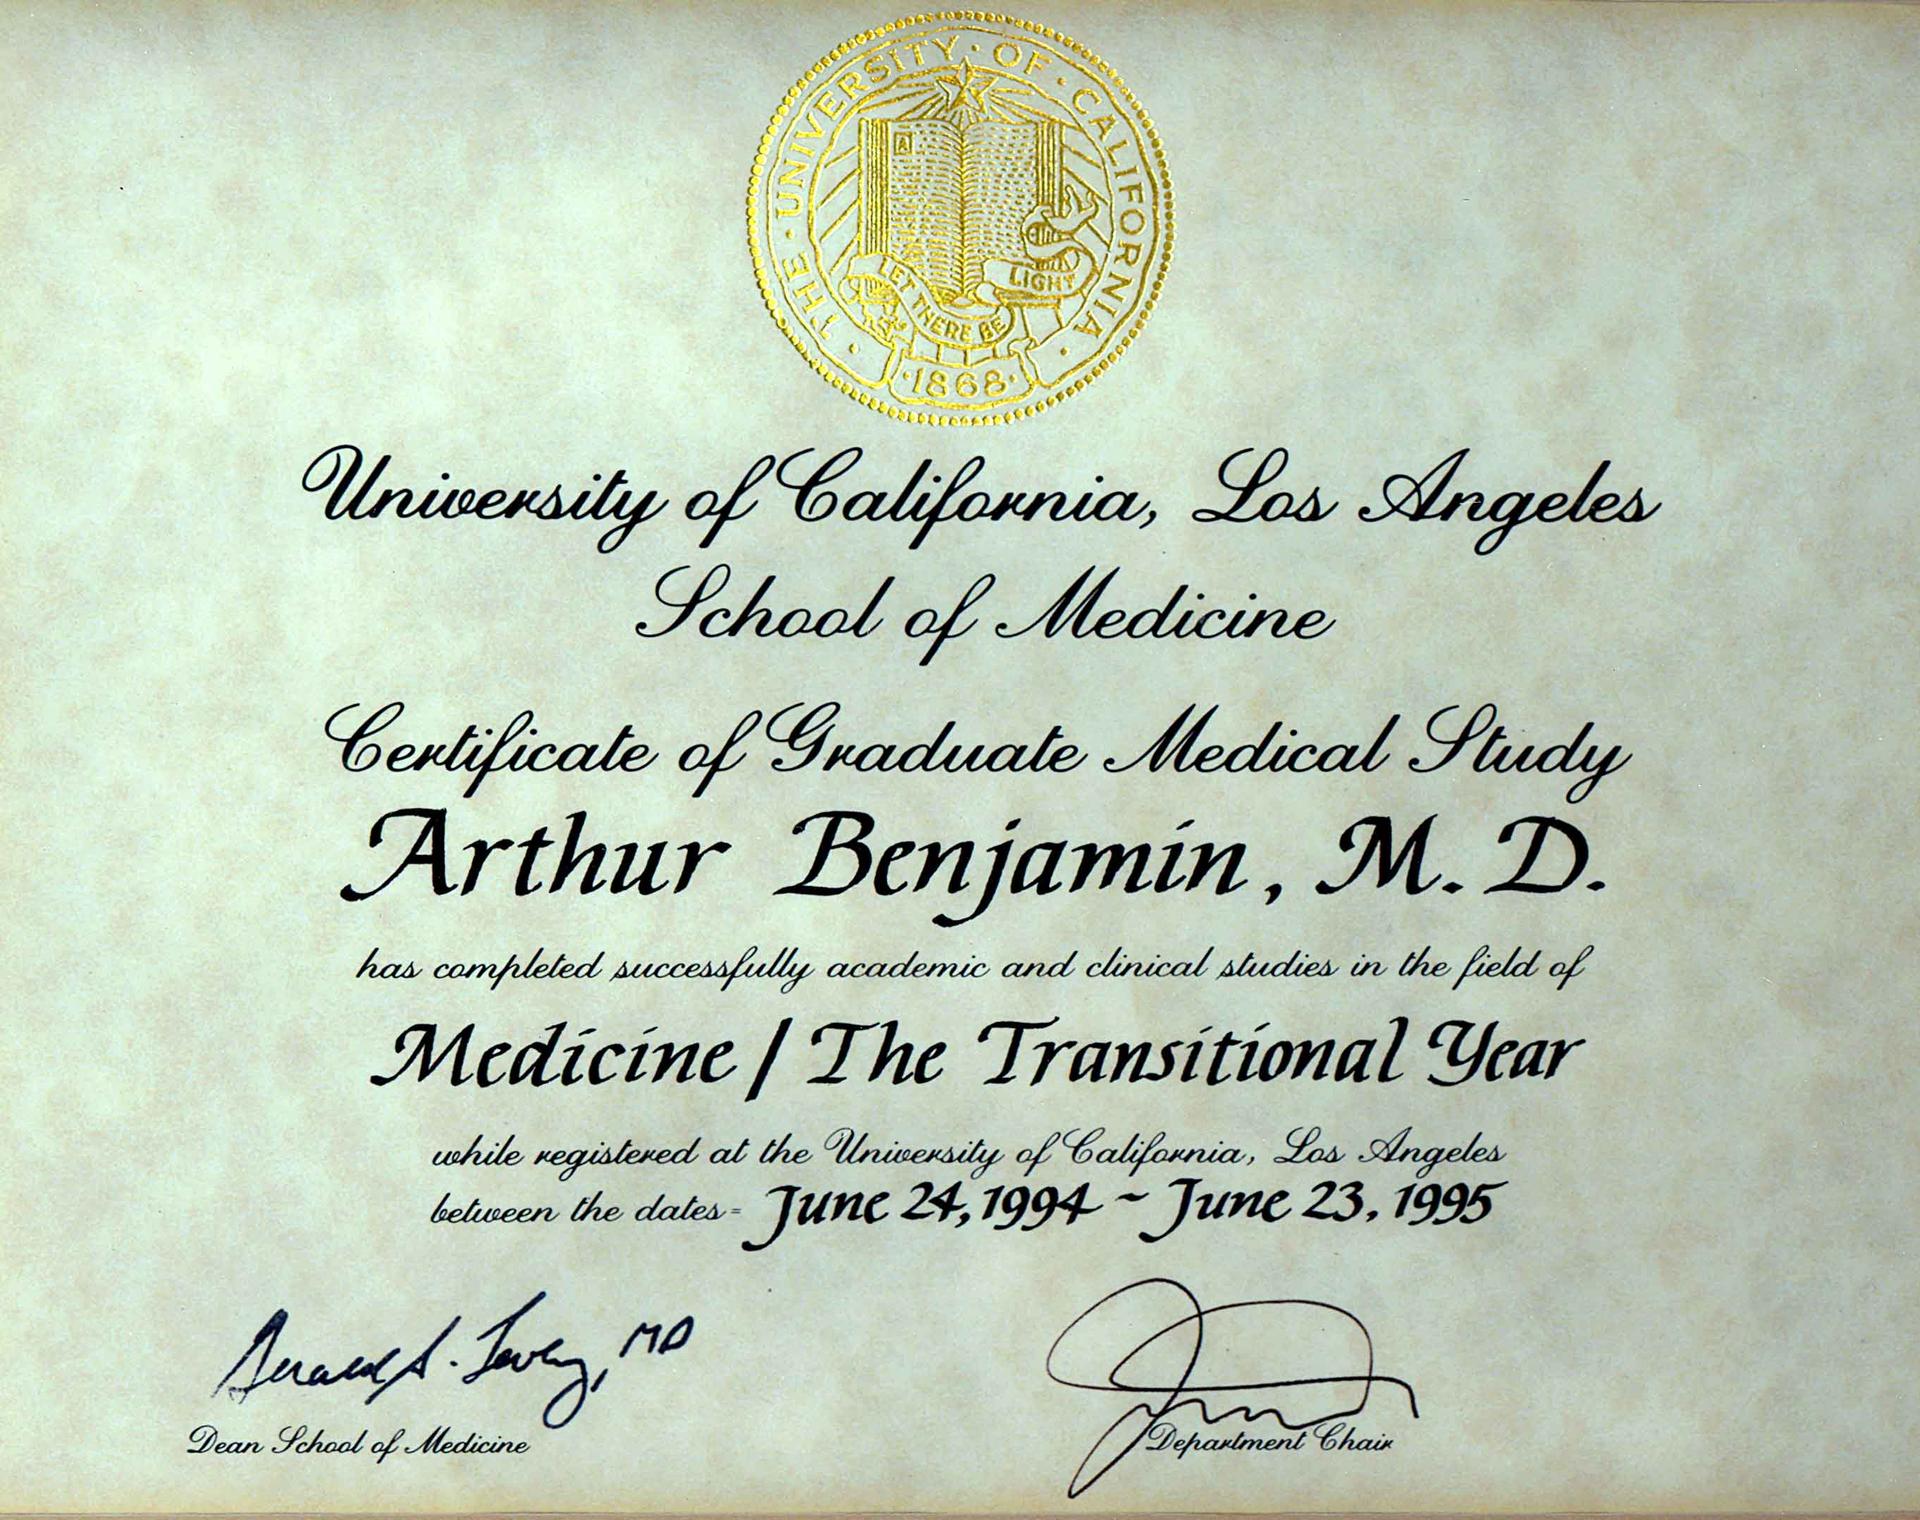 THE · UNIVERSITY · OF · CALIFORNIA
A
LET THERE BE LIGHT
· 1868 ·
University of California, Los Angeles
School of Medicine
Certificate of Graduate Medical Study
Arthur Benjamin, M. D.
has completed successfully academic and clinical studies in the field of
Medicine / The Transitional Year
while registered at the University of California, Los Angeles
between the dates= June 24, 1994 ~ June 23, 1995
Gerald S. Levey, MD
Dean School of Medicine
Department Chair